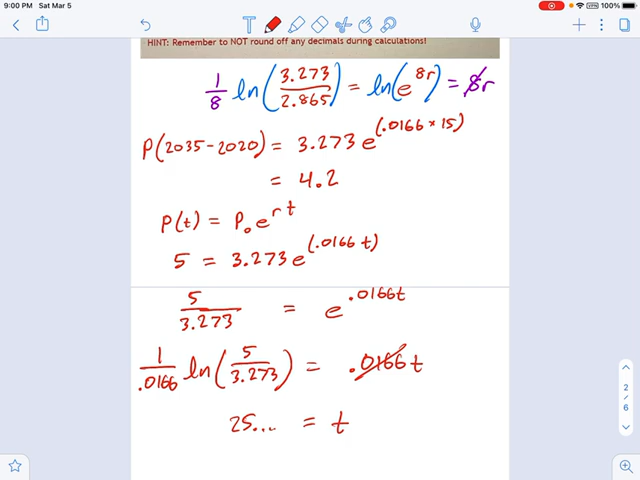 9:00 PM Sat Mar 5
HINT: Remember to NOT round off any decimals during calculations!
1/8 ln(3.273/2.865) = ln(e^8r) = 8r
P(2035-2020) = 3.273 e^(.0166 × 15)
= 4.2
P(t) = P₀ e^rt
5 = 3.273 e^(.0166 t)
5/3.273 = e^.0166t
1/.0166 ln(5/3.273) = .0166 t
25... = t
2
/
6